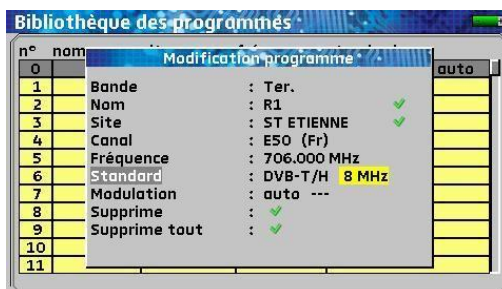 Bibliothèque des programmes
n° nom
Modification programme
0 auto
1 Bande : Ter.
2 Nom : R1
3 Site : ST ETIENNE
4 Canal : E50 (Fr)
5 Fréquence : 706.000 MHz
6 Standard : DVB-T/H 8 MHz
7 Modulation : auto ---
8 Supprime :
9 Supprime tout :
10
11